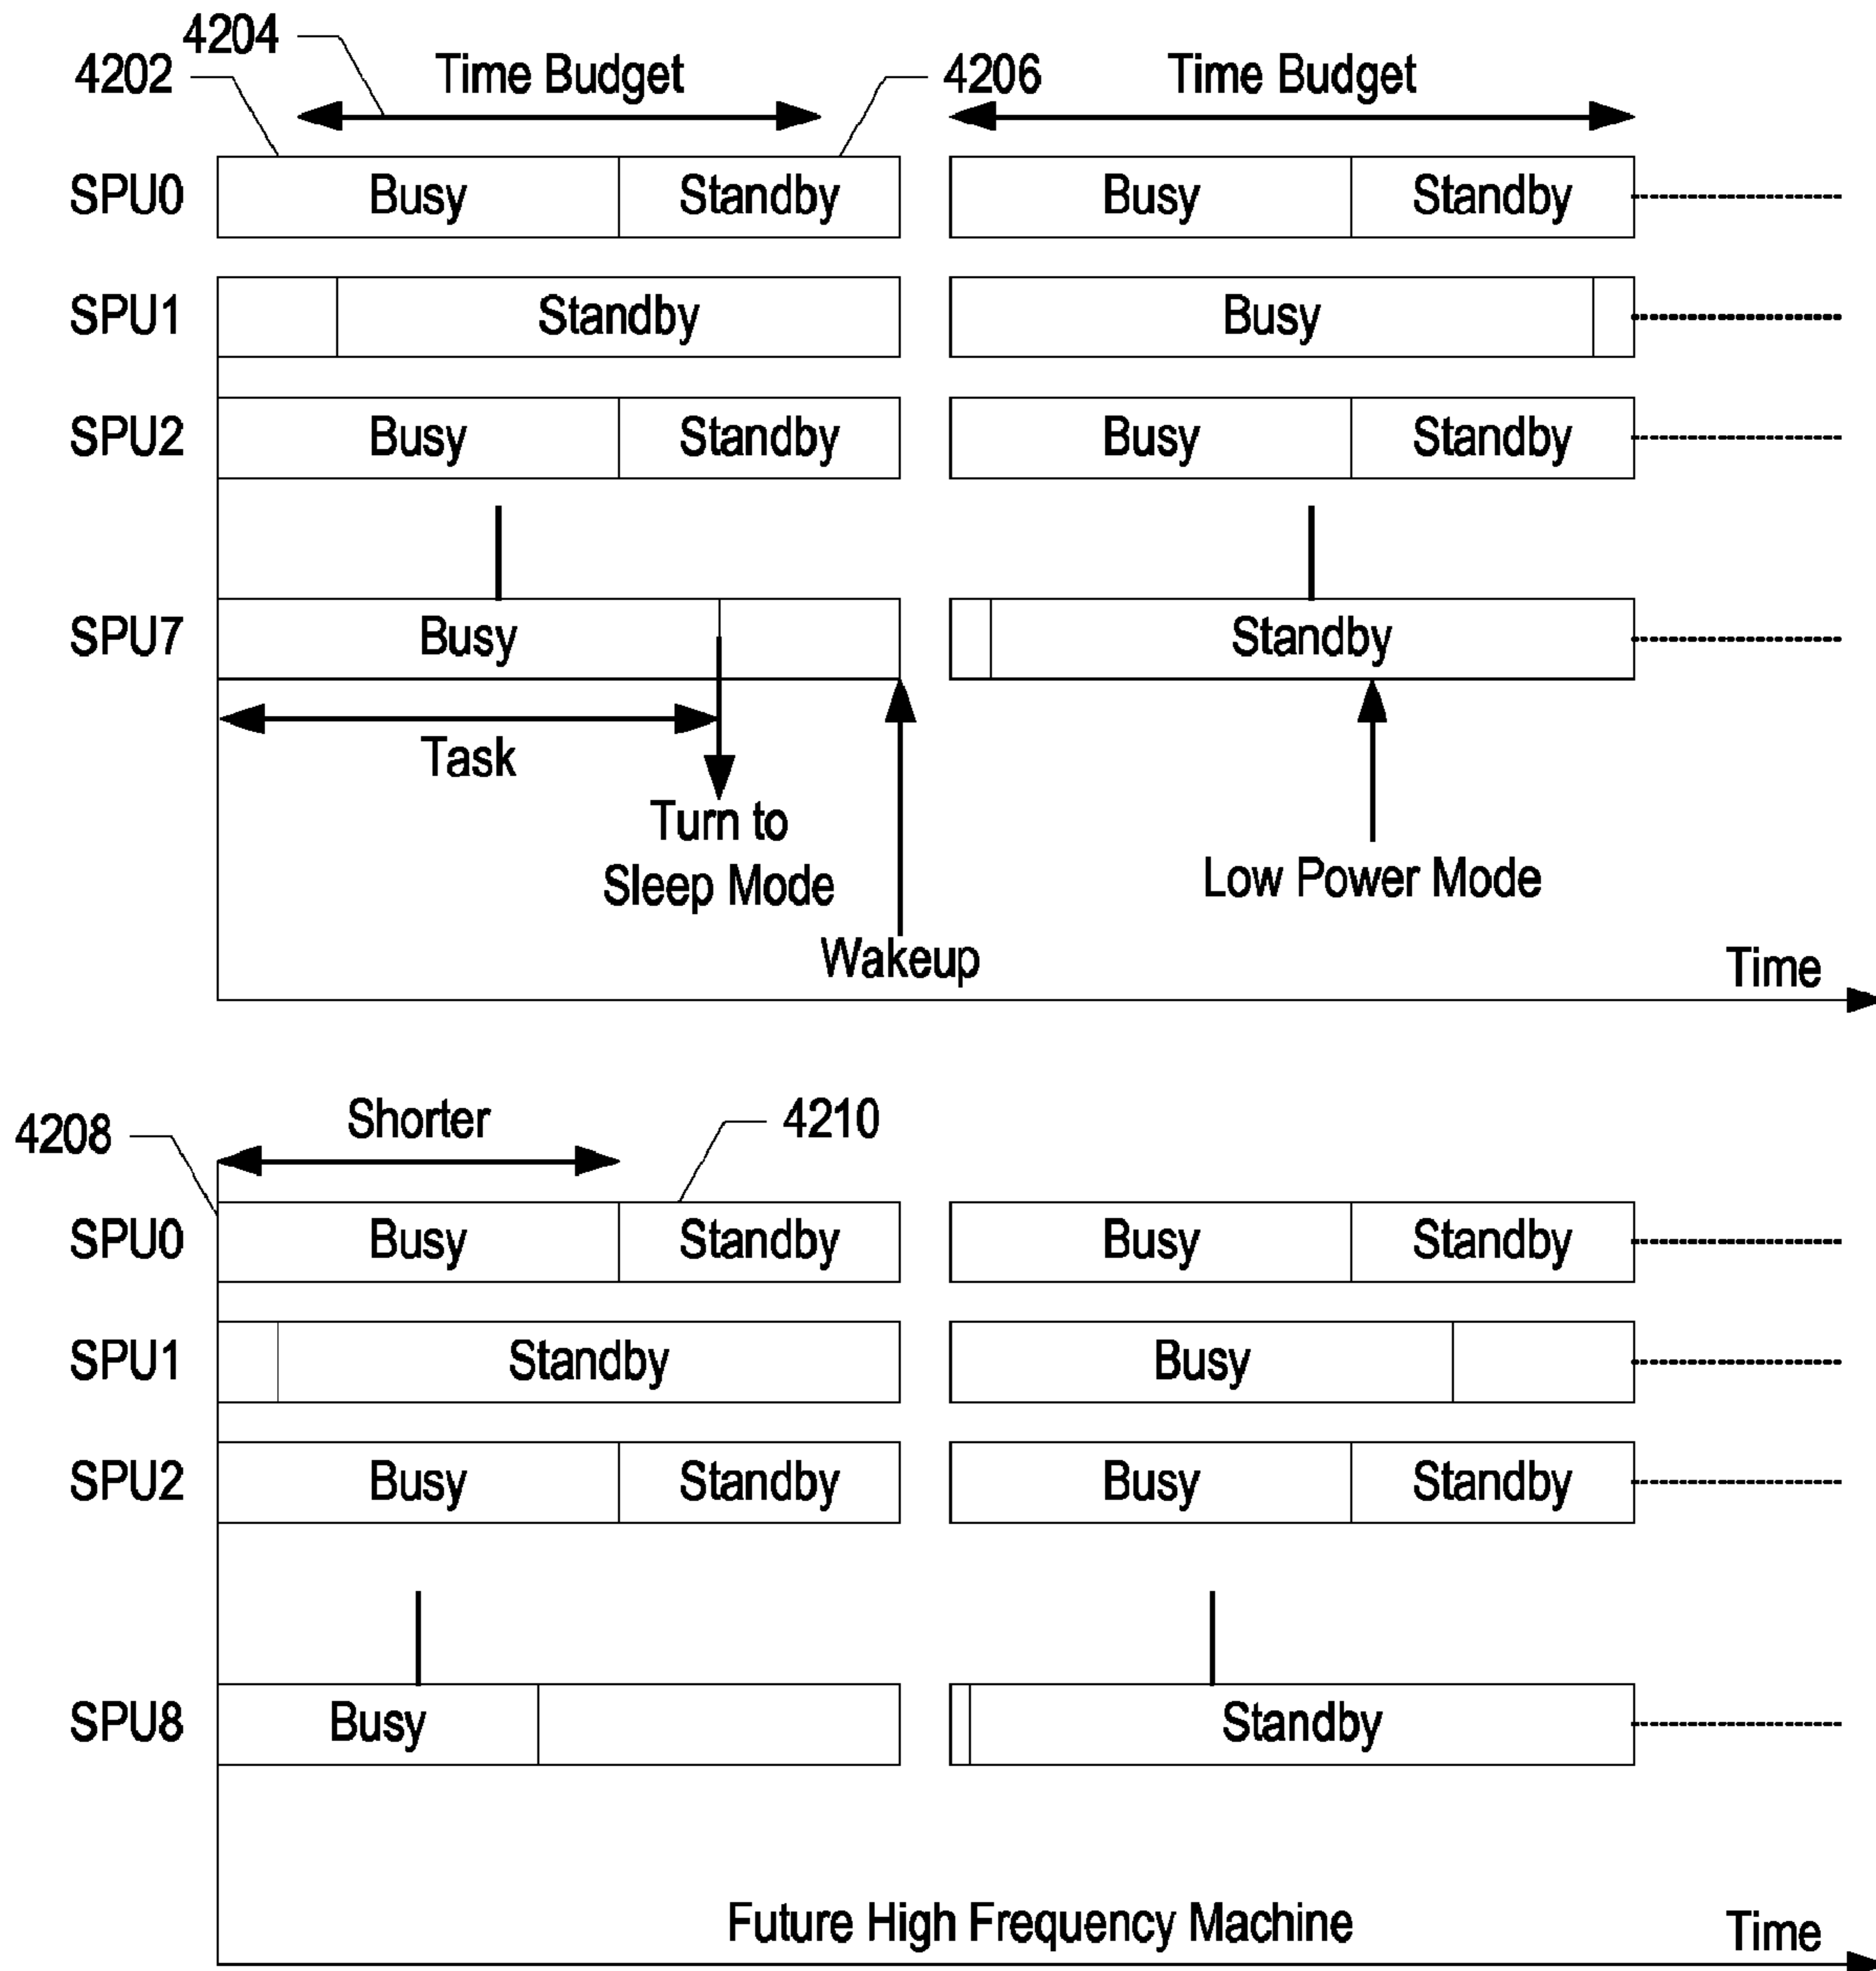 4204
4202 Time Budget 4206 Time Budget
SPU0 Busy Standby Busy Standby
SPU1 Standby Busy
SPU2 Busy Standby Busy Standby
SPU7 Busy Standby
Task
Turn to
Sleep Mode
Low Power Mode
Wakeup
Time
4208 Shorter 4210
SPU0 Busy Standby Busy Standby
SPU1 Standby Busy
SPU2 Busy Standby Busy Standby
SPU8 Busy Standby
Future High Frequency Machine Time